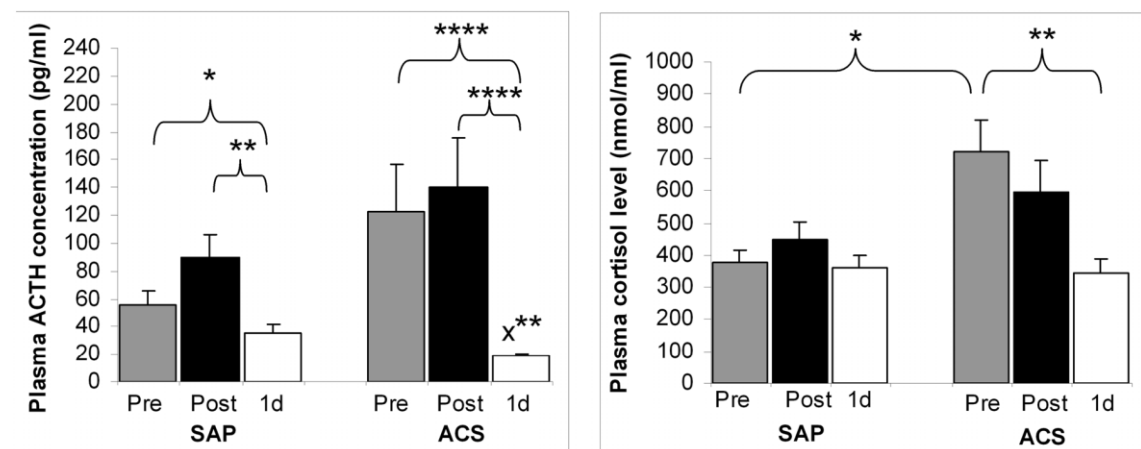 Plasma ACTH concentration (pg/ml)
240
220
200
180
160
140
120
100
80
60
40
20
0
*
**
****
****
x**
Pre Post 1d
SAP
Pre Post 1d
ACS
Plasma cortisol level (nmol/ml)
1000
900
800
700
600
500
400
300
200
100
0
*
**
Pre Post 1d
SAP
Pre Post 1d
ACS